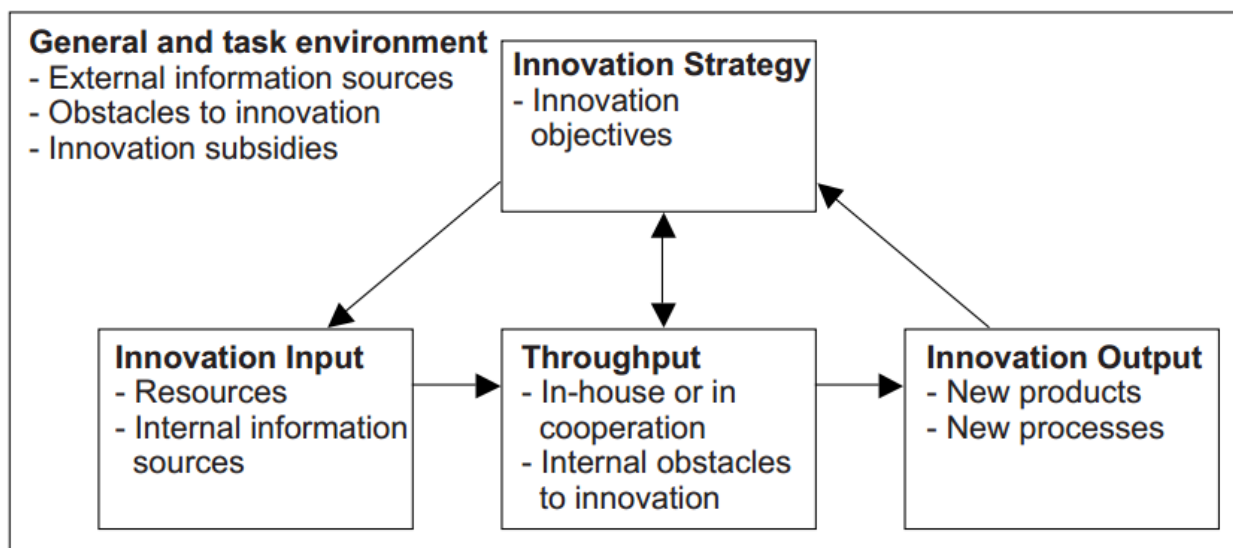 General and task environment
- External information sources
- Obstacles to innovation
- Innovation subsidies
Innovation Strategy
- Innovation
objectives
Innovation Input
- Resources
- Internal information
sources
Throughput
- In-house or in
cooperation
- Internal obstacles
to innovation
Innovation Output
- New products
- New processes